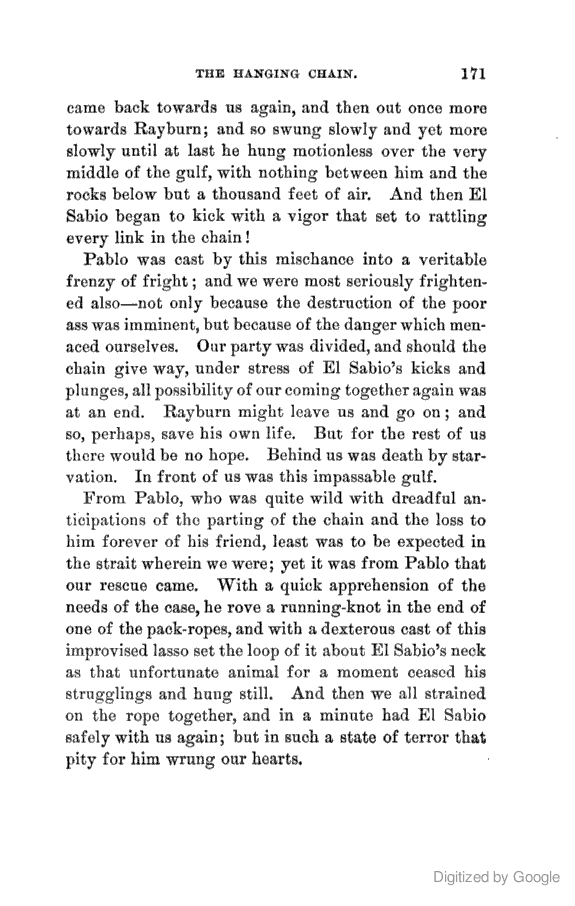 THE HANGING CHAIN. 171
came back towards us again, and then out once more
towards Rayburn; and so swung slowly and yet more
slowly until at last he hung motionless over the very
middle of the gulf, with nothing between him and the
rocks below but a thousand feet of air. And then El
Sabio began to kick with a vigor that set to rattling
every link in the chain!
Pablo was cast by this mischance into a veritable
frenzy of fright; and we were most seriously frighten-
ed also—not only because the destruction of the poor
ass was imminent, but because of the danger which men-
aced ourselves. Our party was divided, and should the
chain give way, under stress of El Sabio's kicks and
plunges, all possibility of our coming together again was
at an end. Rayburn might leave us and go on; and
so, perhaps, save his own life. But for the rest of us
there would be no hope. Behind us was death by star-
vation. In front of us was this impassable gulf.
From Pablo, who was quite wild with dreadful an-
ticipations of the parting of the chain and the loss to
him forever of his friend, least was to be expected in
the strait wherein we were; yet it was from Pablo that
our rescue came. With a quick apprehension of the
needs of the case, he rove a running-knot in the end of
one of the pack-ropes, and with a dexterous cast of this
improvised lasso set the loop of it about El Sabio's neck
as that unfortunate animal for a moment ceased his
strugglings and hung still. And then we all strained
on the rope together, and in a minute had El Sabio
safely with us again; but in such a state of terror that
pity for him wrung our hearts.
Digitized by Google